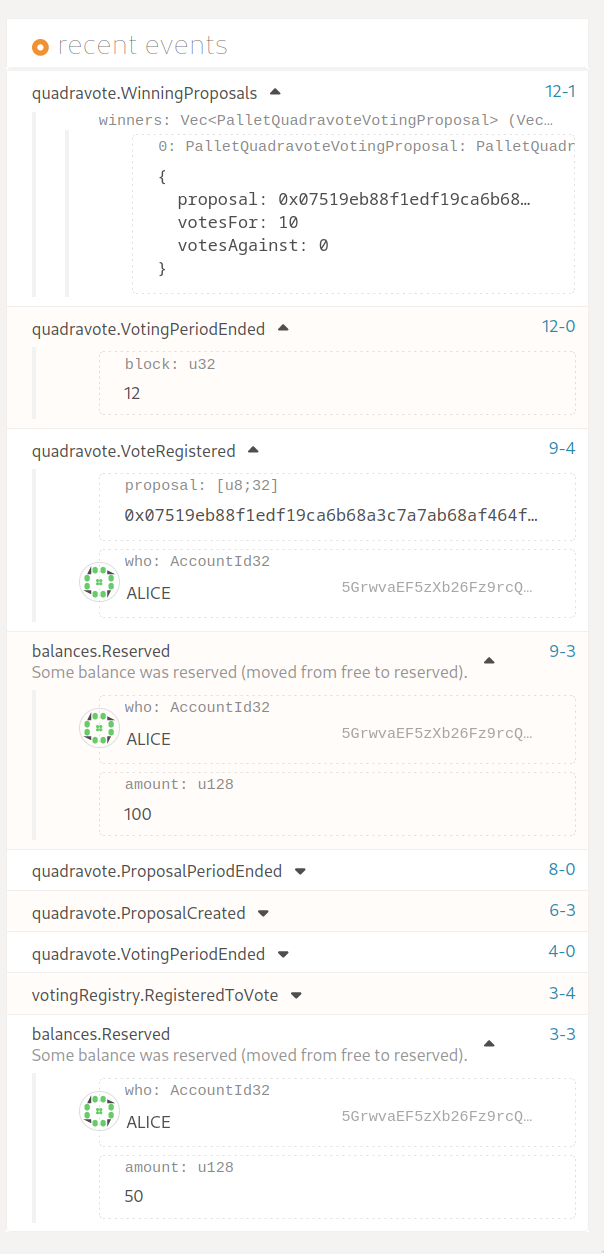 recent events
quadravote.WinningProposals 12-1
winners: Vec<PalletQuadravoteVotingProposal> (Vec…
0: PalletQuadravoteVotingProposal: PalletQuadr
{
proposal: 0x07519eb88f1edf19ca6b68…
votesFor: 10
votesAgainst: 0
}
quadravote.VotingPeriodEnded 12-0
block: u32
12
quadravote.VoteRegistered 9-4
proposal: [u8;32]
0x07519eb88f1edf19ca6b68a3c7a7ab68af464f…
who: AccountId32
ALICE 5GrwvaEF5zXb26Fz9rcQ…
balances.Reserved 9-3
Some balance was reserved (moved from free to reserved).
who: AccountId32
ALICE 5GrwvaEF5zXb26Fz9rcQ…
amount: u128
100
quadravote.ProposalPeriodEnded 8-0
quadravote.ProposalCreated 6-3
quadravote.VotingPeriodEnded 4-0
votingRegistry.RegisteredToVote 3-4
balances.Reserved 3-3
Some balance was reserved (moved from free to reserved).
who: AccountId32
ALICE 5GrwvaEF5zXb26Fz9rcQ…
amount: u128
50